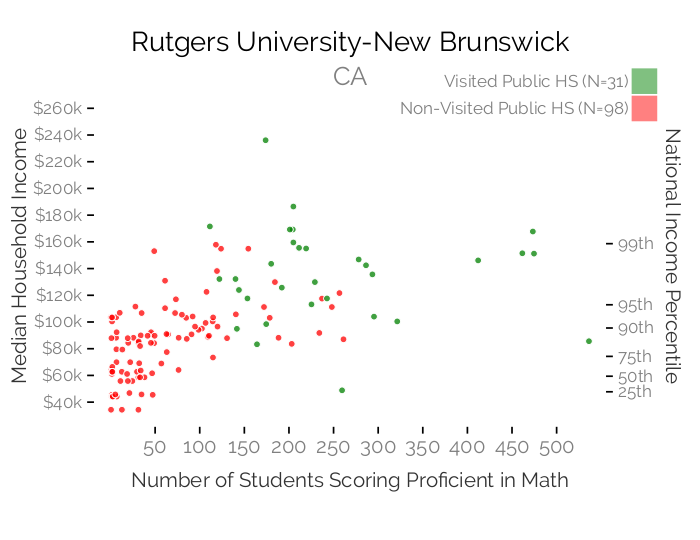 Rutgers University-New Brunswick
CA
Visited Public HS (N=31)
Non-Visited Public HS (N=98)
Median Household Income
$260k
$240k
$220k
$200k
$180k
$160k
$140k
$120k
$100k
$80k
$60k
$40k
National Income Percentile
99th
95th
90th
75th
50th
25th
50 100 150 200 250 300 350 400 450 500
Number of Students Scoring Proficient in Math